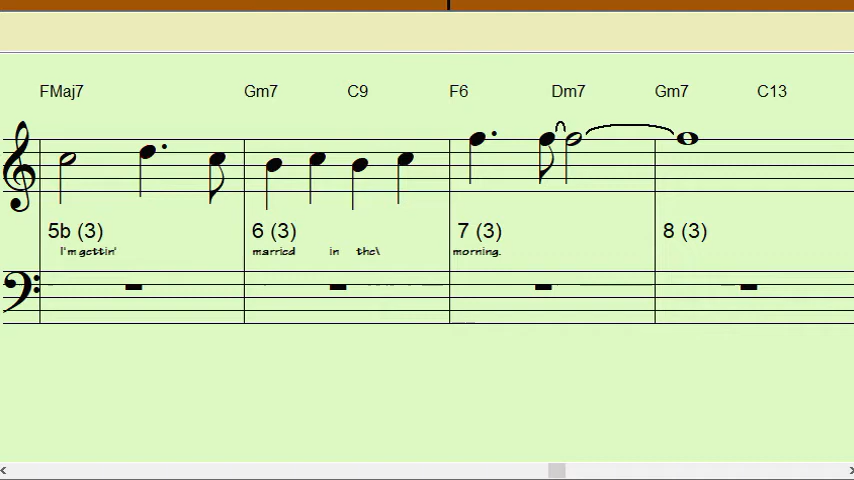 FMaj7 Gm7 C9 F6 Dm7 Gm7 C13
5b (3) 6 (3) 7 (3) 8 (3)
I'm gettin' married in the\ morning.